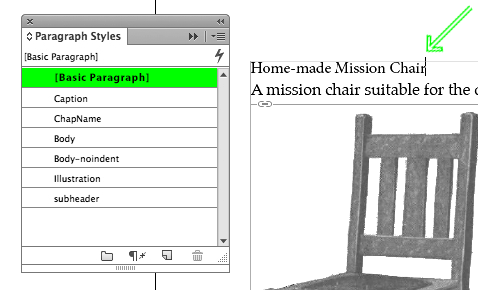 Paragraph Styles
[Basic Paragraph]
[Basic Paragraph]
Caption
ChapName
Body
Body-noindent
Illustration
subheader
Home-made Mission Chair
A mission chair suitable for the